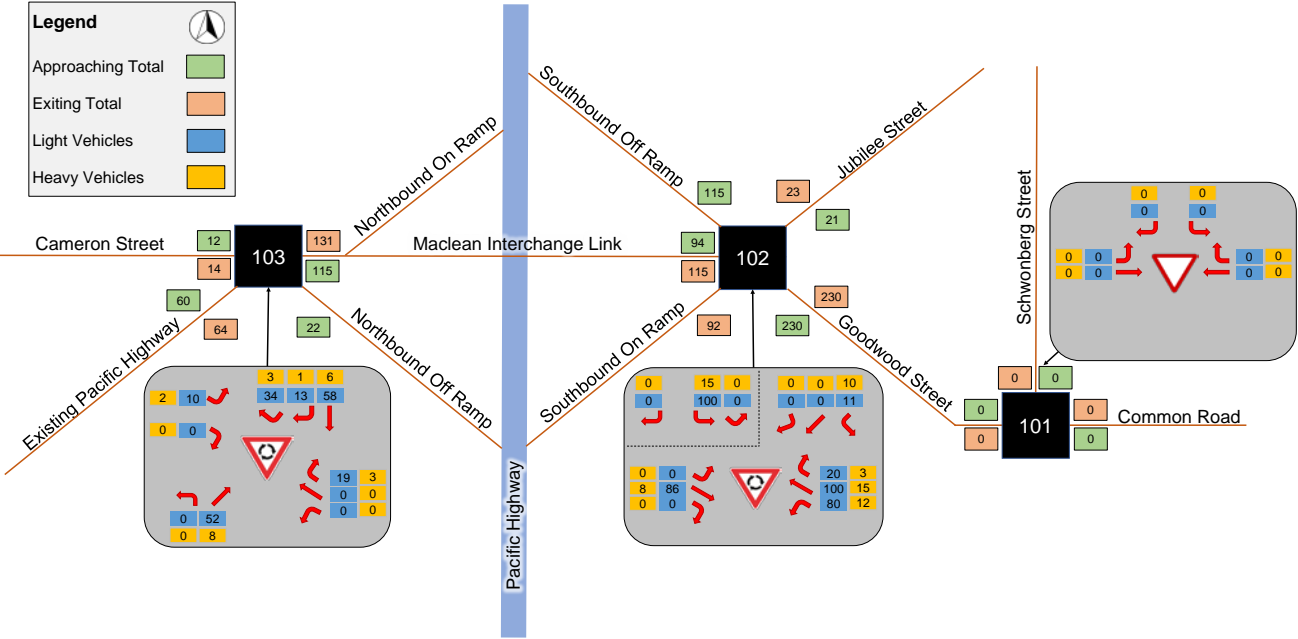 Legend
Approaching Total
Exiting Total
Light Vehicles
Heavy Vehicles
Cameron Street
Northbound On Ramp
Maclean Interchange Link
Southbound Off Ramp
Jubilee Street
Schwonberg Street
Existing Pacific Highway
Northbound Off Ramp
Southbound On Ramp
Goodwood Street
Common Road
Pacific Highway
103
12
131
14
115
60
64
22
3 1 6
34 13 58
2 10
0 0
19 3
0 0
0 0
0 52
0 8
102
115
23
21
94
115
230
92
230
0 15 0 0 0 10
0 100 0 0 0 11
0 0
8 86
0 0
20 3
100 15
80 12
101
0 0
0 0
0 0
0 0
0 0
0 0 0 0
0 0 0 0